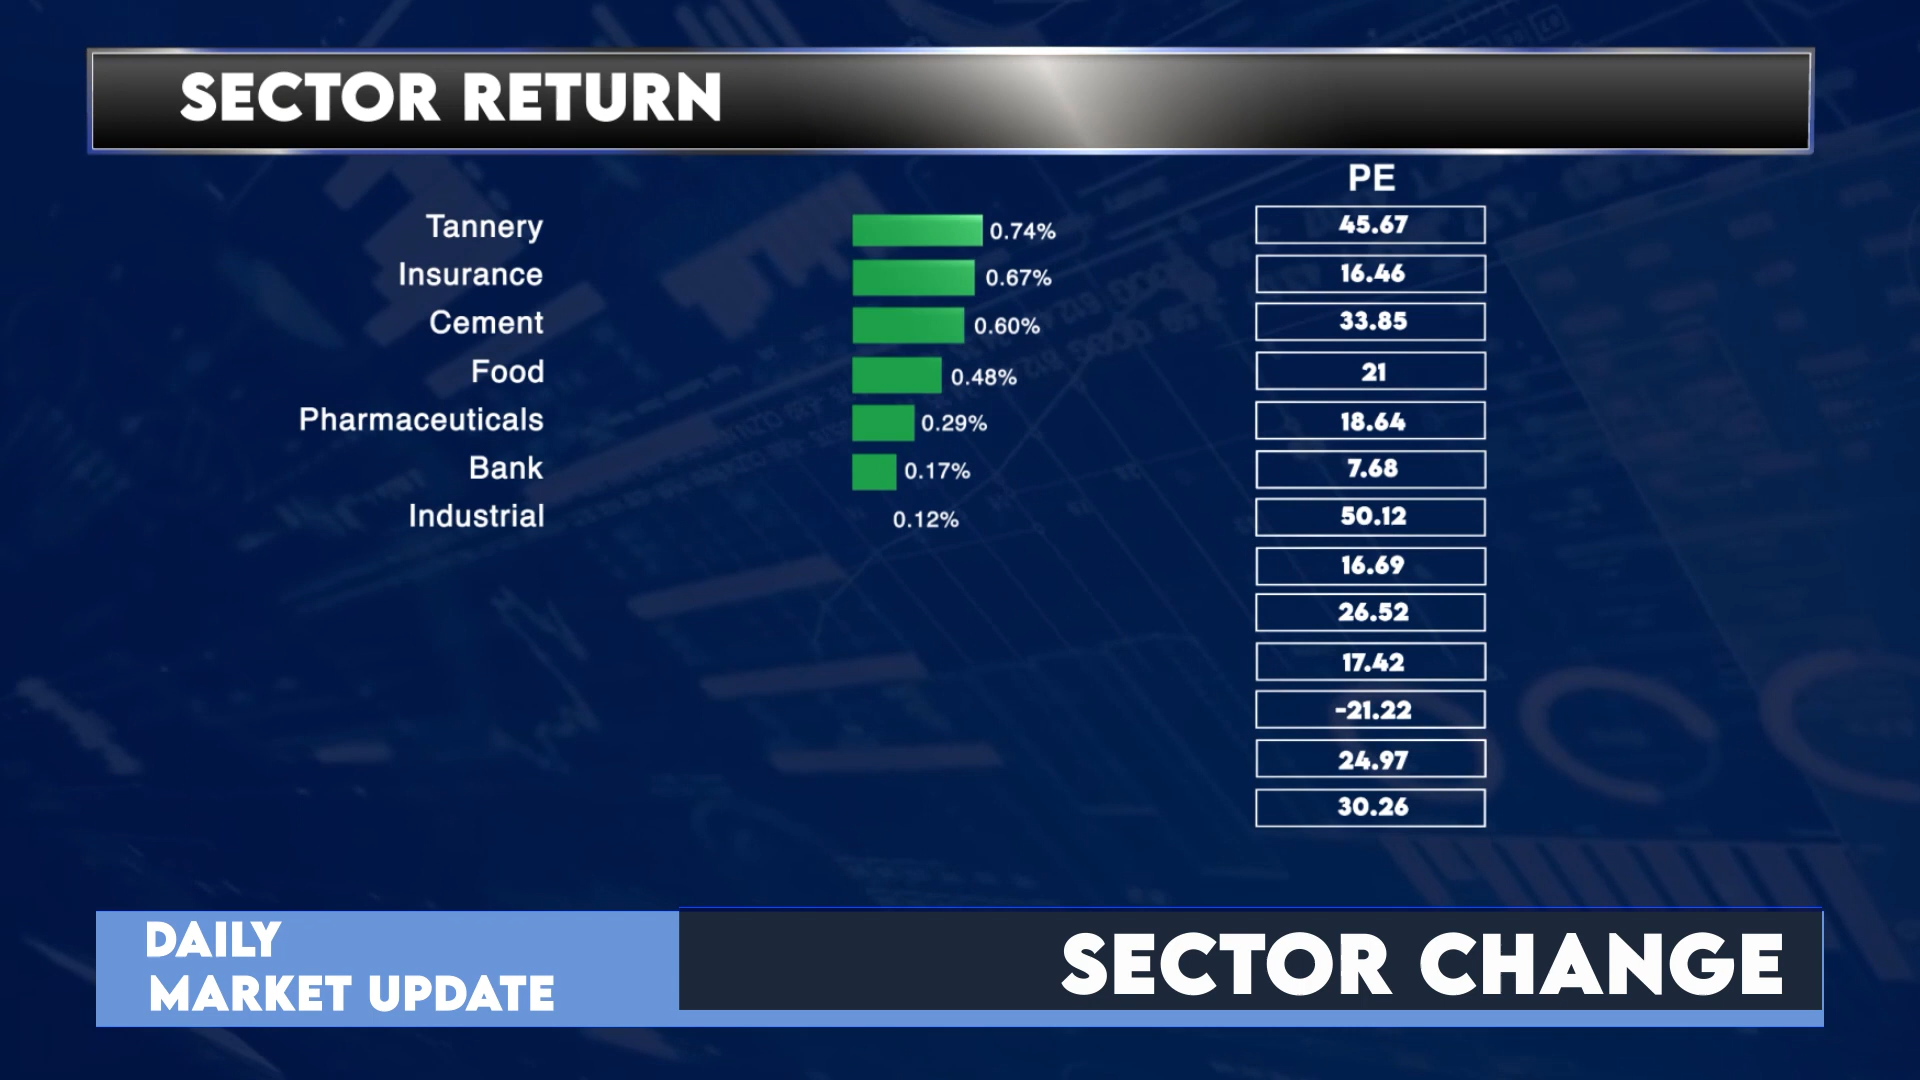 SECTOR RETURN
PE
Tannery 0.74% 45.67
Insurance 0.67% 16.46
Cement 0.60% 33.85
Food 0.48% 21
Pharmaceuticals 0.29% 18.64
Bank 0.17% 7.68
Industrial 0.12% 50.12
16.69
26.52
17.42
-21.22
24.97
30.26
DAILY
MARKET UPDATE
SECTOR CHANGE